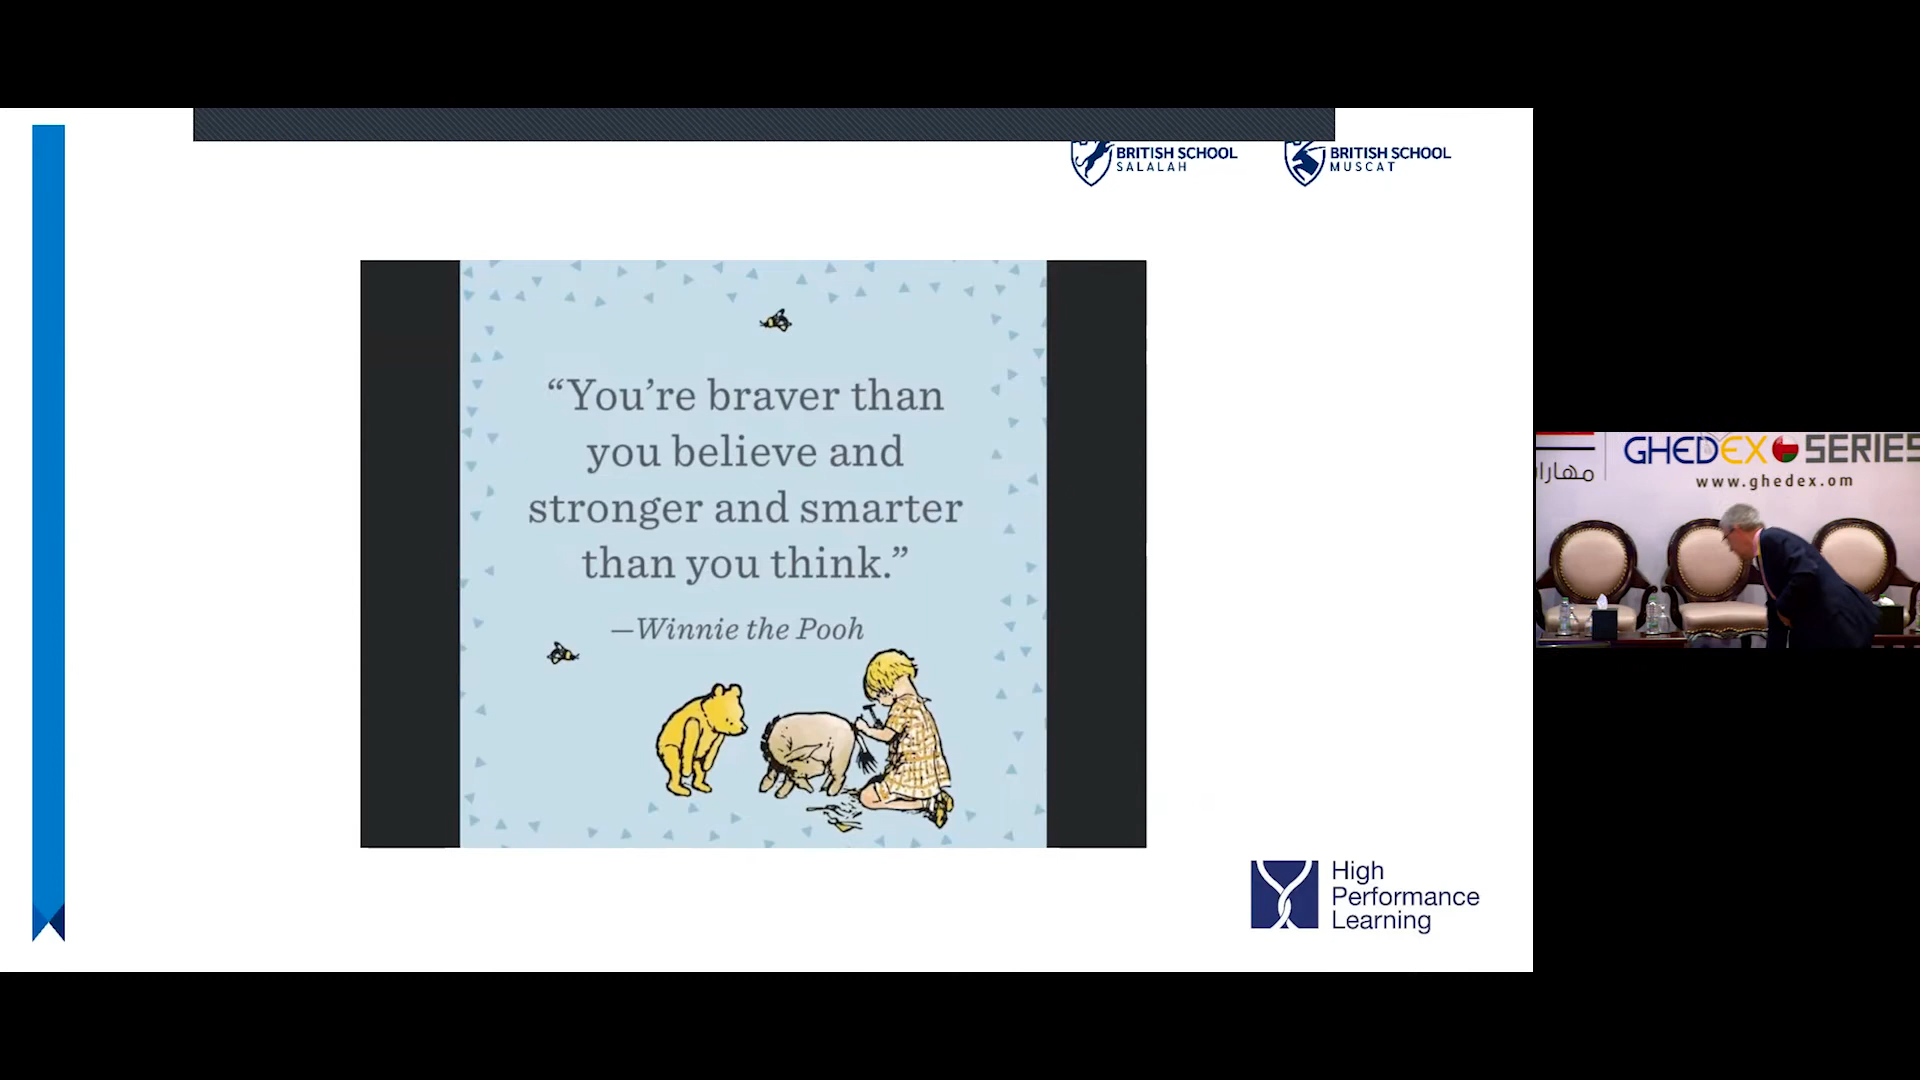 BRITISH SCHOOL
SALALAH
BRITISH SCHOOL
MUSCAT
“You’re braver than
you believe and
stronger and smarter
than you think.”
—Winnie the Pooh
High
Performance
Learning
GHEDEX SERIES
www.ghedex.om